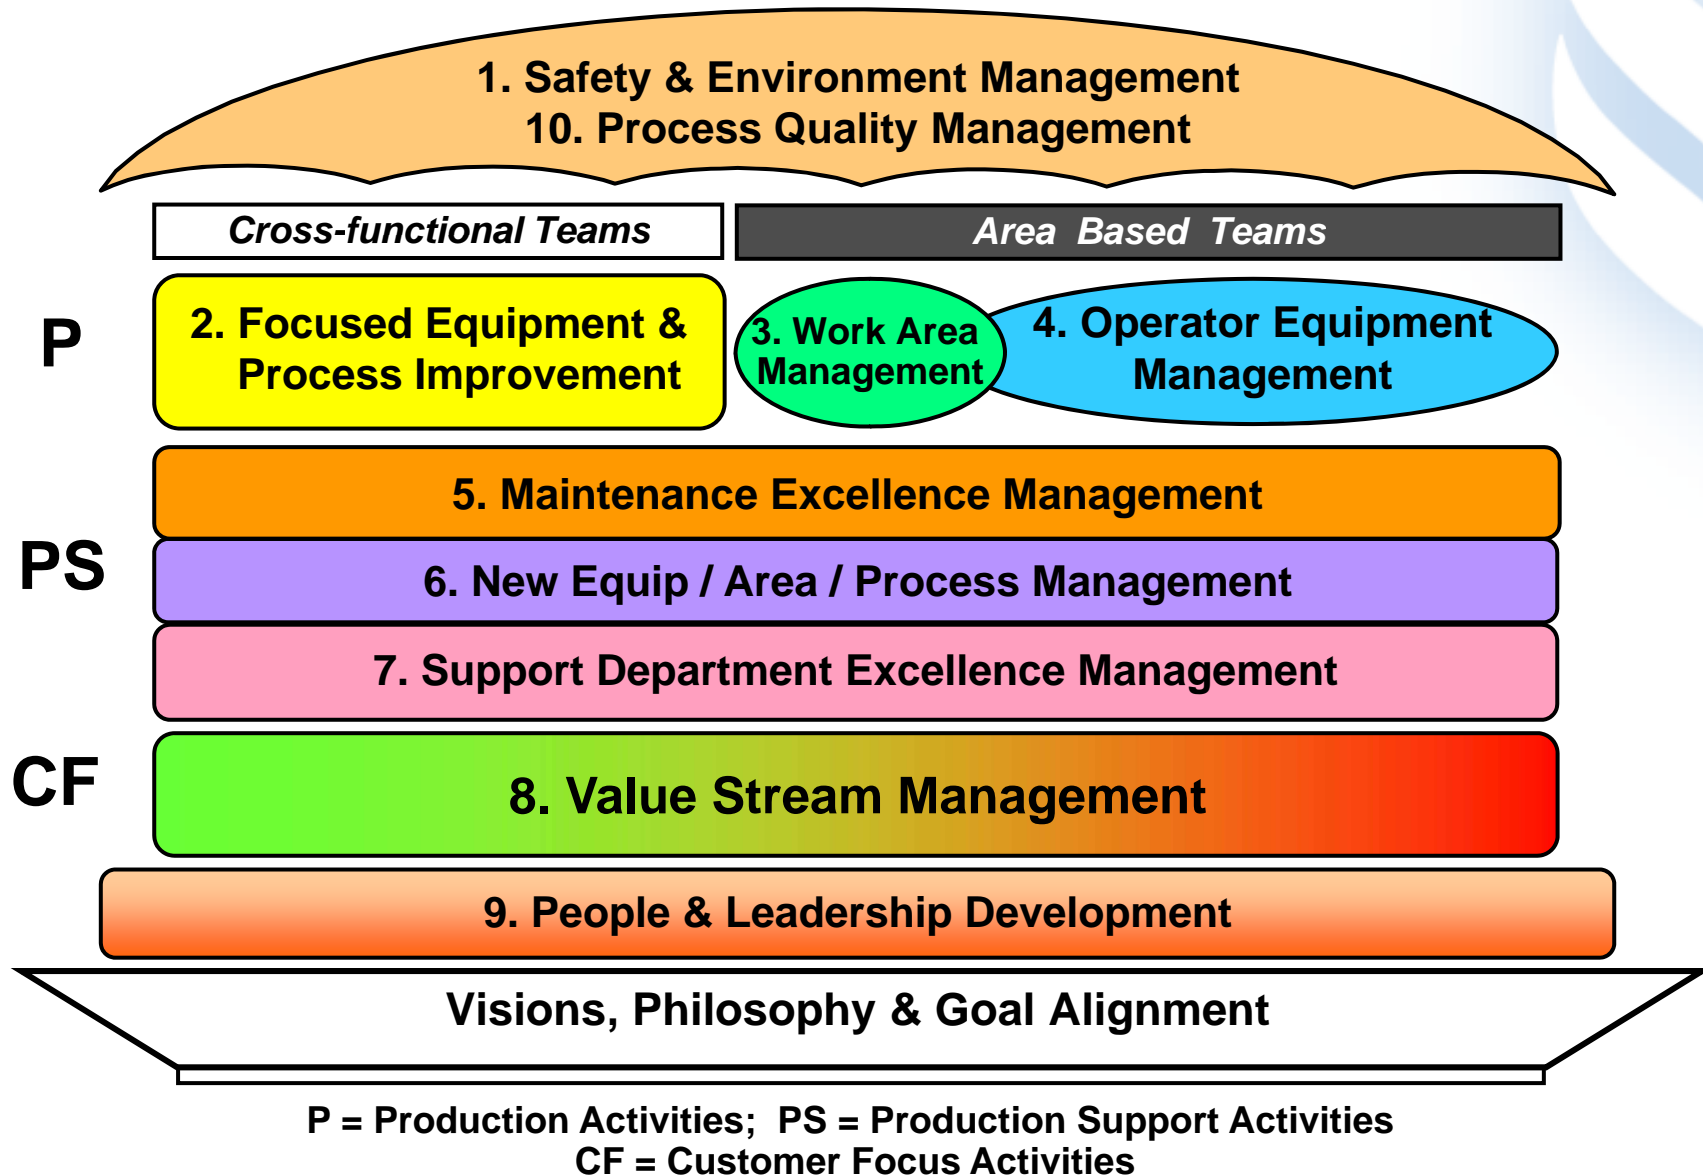 1. Safety & Environment Management
10. Process Quality Management
Cross-functional Teams
Area Based Teams
P
2. Focused Equipment &
Process Improvement
3. Work Area
Management
4. Operator Equipment
Management
5. Maintenance Excellence Management
PS
6. New Equip / Area / Process Management
7. Support Department Excellence Management
CF
8. Value Stream Management
9. People & Leadership Development
Visions, Philosophy & Goal Alignment
P = Production Activities; PS = Production Support Activities
CF = Customer Focus Activities